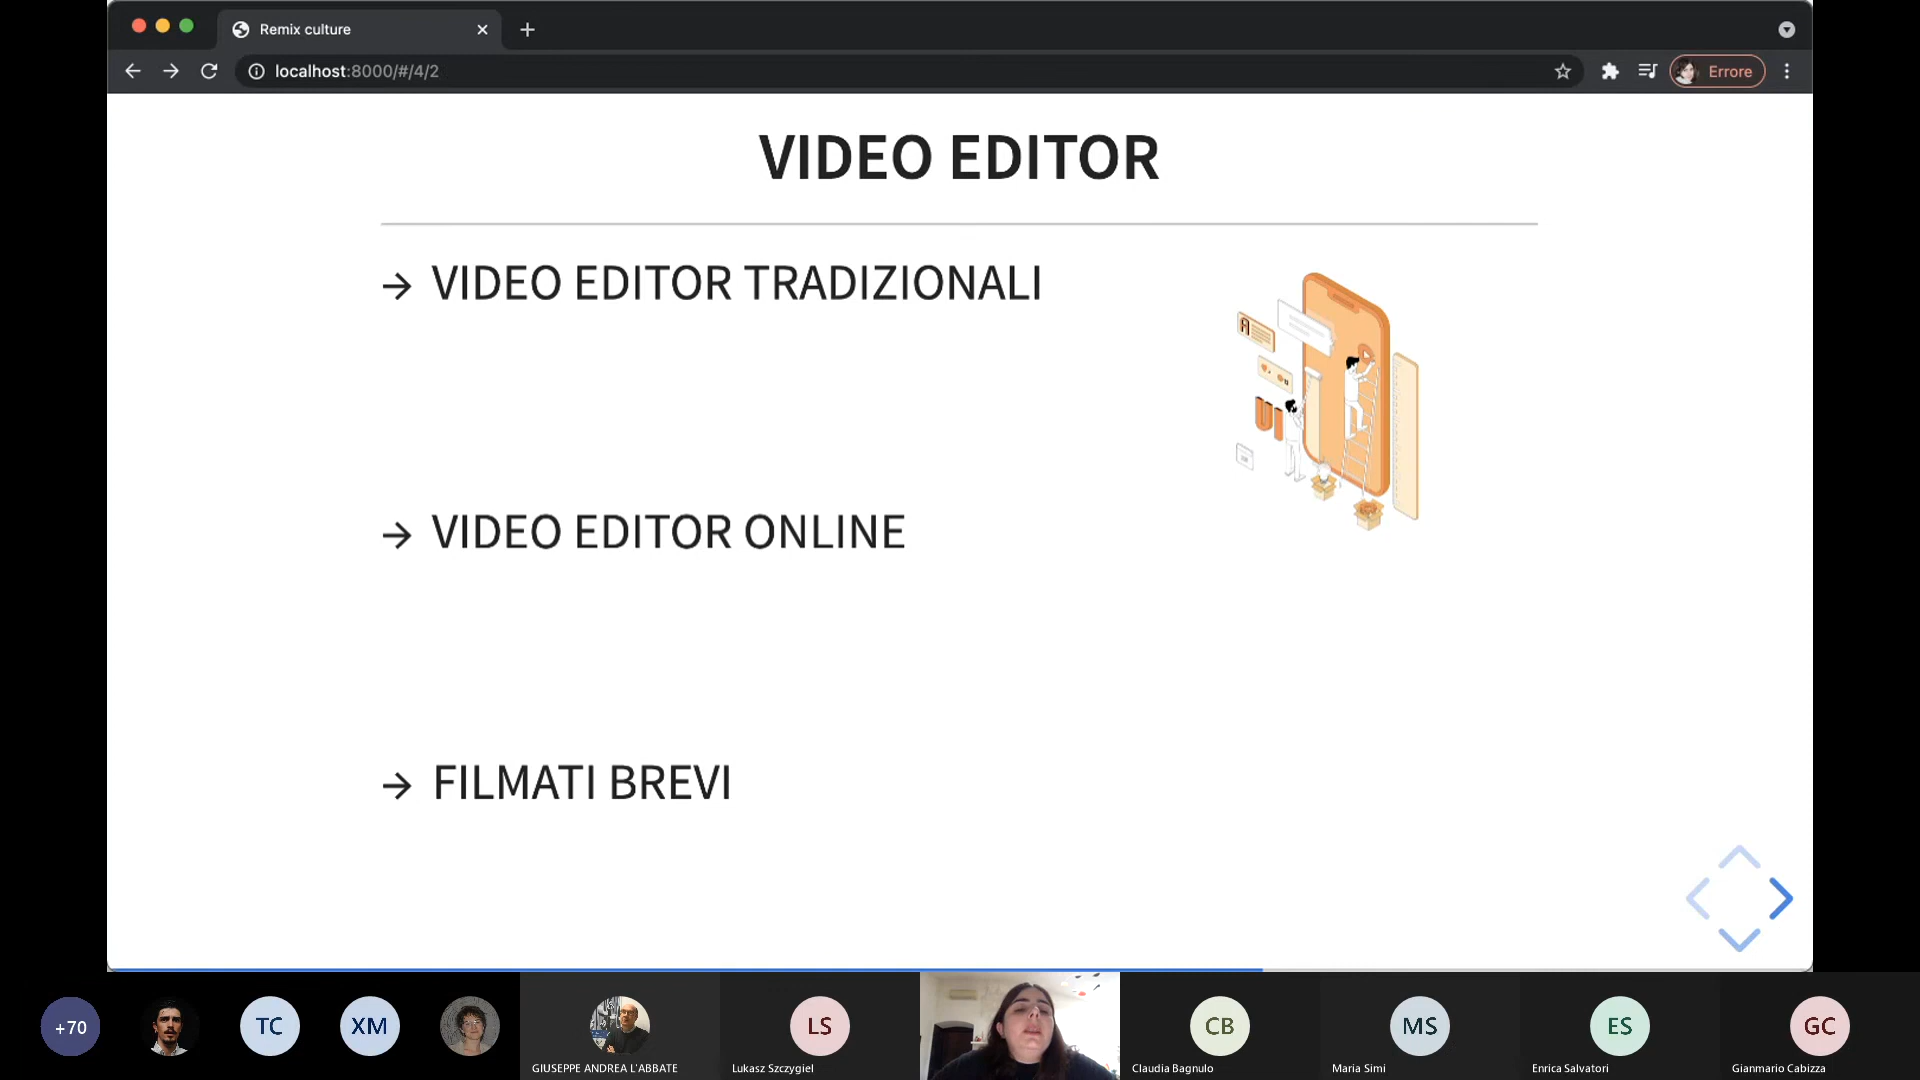 Remix culture
localhost:8000/#/4/2
Errore
VIDEO EDITOR
→ VIDEO EDITOR TRADIZIONALI
A
UI
→ VIDEO EDITOR ONLINE
→ FILMATI BREVI
+70
TC
XM
LS
CB
MS
ES
GC
GIUSEPPE ANDREA L'ABBATE
Lukasz Szczygiel
Claudia Bagnulo
Maria Simi
Enrica Salvatori
Gianmario Cabizza